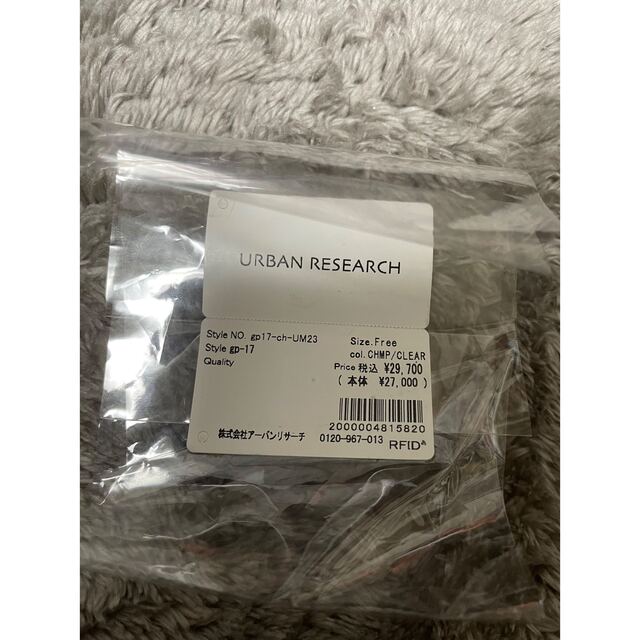 URBAN RESEARCH
Style NO. gp17-ch-UM23
Size.Free
Style gp-17
col.CHMP/CLEAR
Quality
Price 税込 ¥29,700
( 本体 ¥27,000 )
2000004815820
株式会社アーバンリサーチ 0120-967-013 RFID